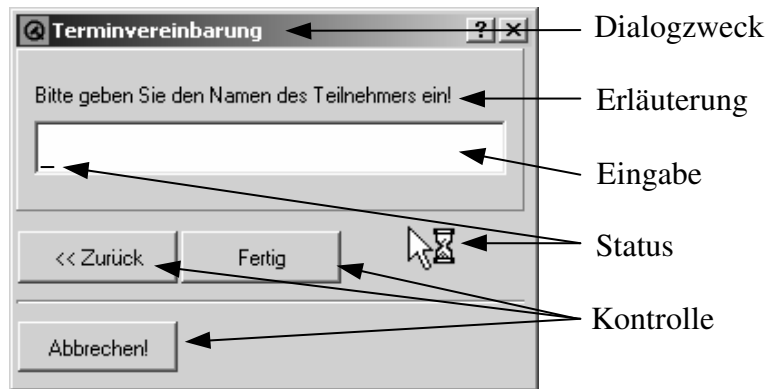 Terminvereinbarung ? × Dialogzweck
Bitte geben Sie den Namen des Teilnehmers ein! Erläuterung
_ Eingabe
<< Zurück Fertig Status
Kontrolle
Abbrechen!